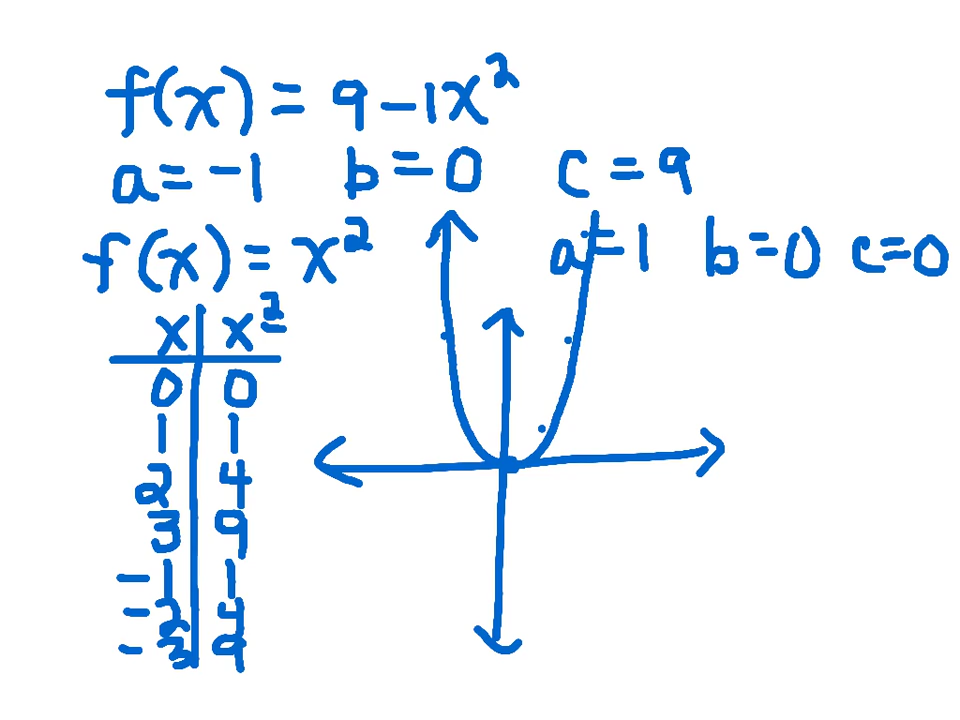 f(x) = 9 - 1x²
a = -1 b = 0 c = 9
f(x) = x² a = 1 b = 0 c = 0
x x²
0 0
1 1
2 4
3 9
-1 1
-2 4
-3 9